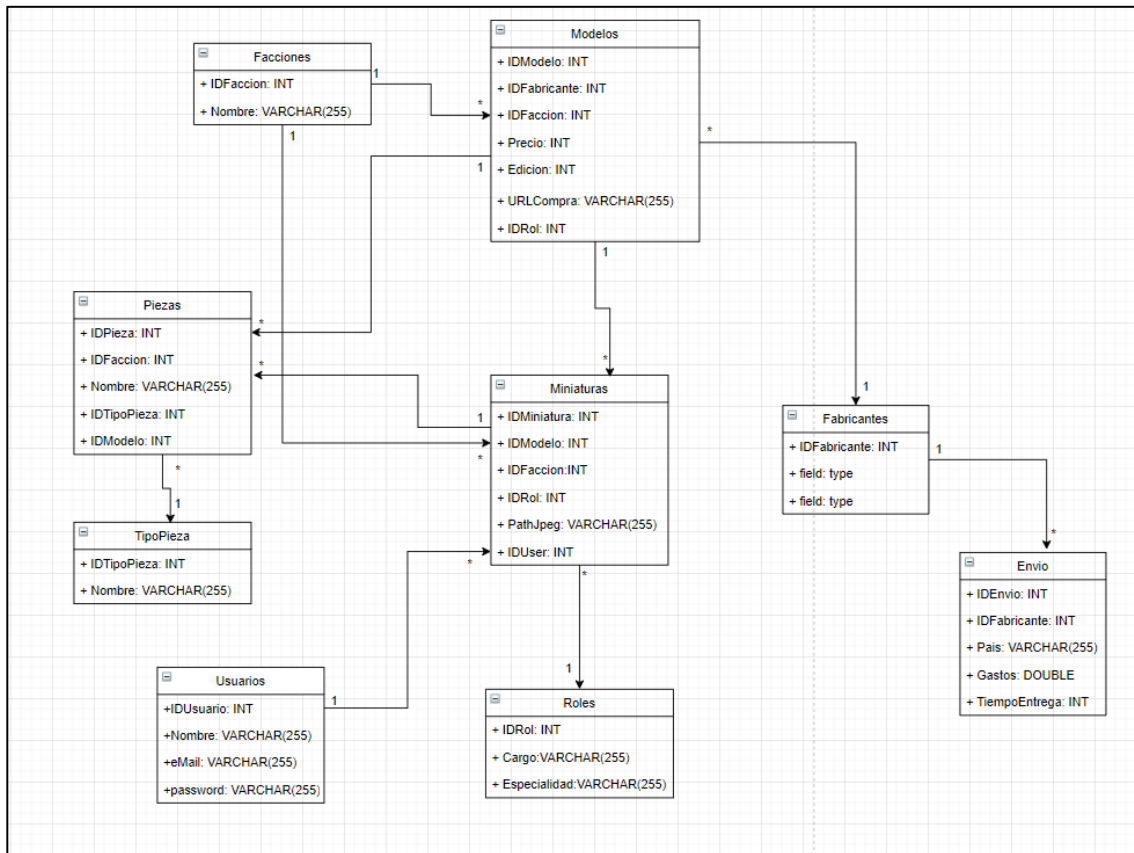 Facciones
+ IDFaccion: INT
+ Nombre: VARCHAR(255)
1
1
Modelos
+ IDModelo: INT
+ IDFabricante: INT
+ IDFaccion: INT
+ Precio: INT
+ Edicion: INT
+ URLCompra: VARCHAR(255)
+ IDRol: INT
*
*
1
1
Piezas
+ IDPieza: INT
+ IDFaccion: INT
+ Nombre: VARCHAR(255)
+ IDTipoPieza: INT
+ IDModelo: INT
*
*
*
1
TipoPieza
+ IDTipoPieza: INT
+ Nombre: VARCHAR(255)
Miniaturas
+ IDMiniatura: INT
+ IDModelo: INT
+ IDFaccion:INT
+ IDRol: INT
+ PathJpeg: VARCHAR(255)
+ IDUser: INT
*
1
*
*
*
1
Fabricantes
+ IDFabricante: INT
+ field: type
+ field: type
1
1
*
Envio
+ IDEnvio: INT
+ IDFabricante: INT
+ Pais: VARCHAR(255)
+ Gastos: DOUBLE
+ TiempoEntrega: INT
Usuarios
+IDUsuario: INT
+Nombre: VARCHAR(255)
+eMail: VARCHAR(255)
+password: VARCHAR(255)
1
Roles
+ IDRol: INT
+ Cargo:VARCHAR(255)
+ Especialidad:VARCHAR(255)